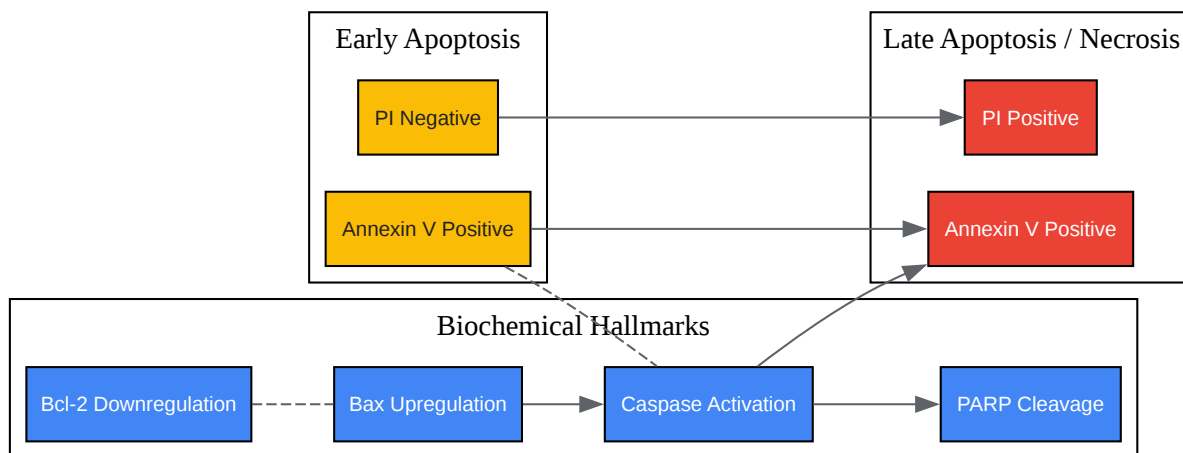 Early Apoptosis
Late Apoptosis / Necrosis
PI Negative
PI Positive
Annexin V Positive
Annexin V Positive
Biochemical Hallmarks
Bcl-2 Downregulation
Bax Upregulation
Caspase Activation
PARP Cleavage